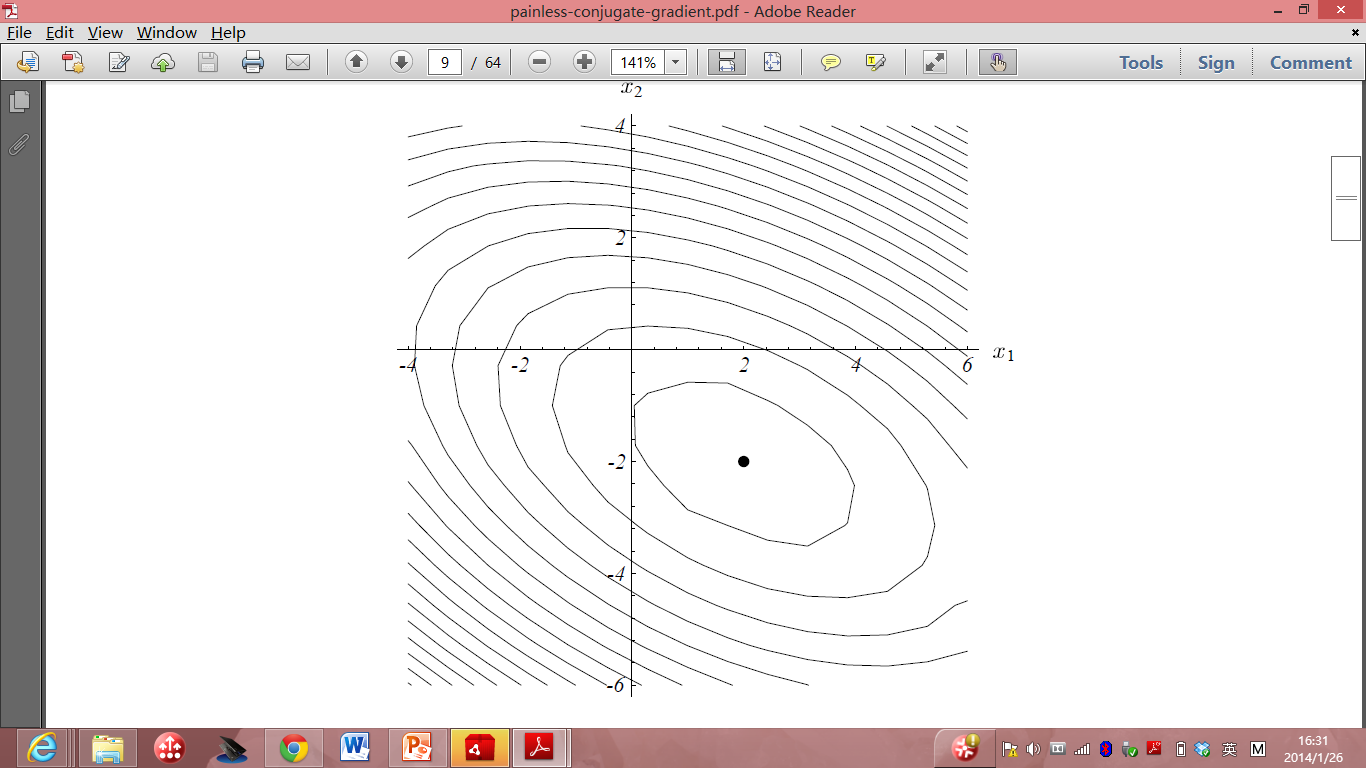 painless-conjugate-gradient.pdf - Adobe Reader
File Edit View Window Help
9 / 64 141% Tools Sign Comment
x2
4
2
-4 -2 2 4 6 x1
-2
-4
-6
英 M 16:31
2014/1/26